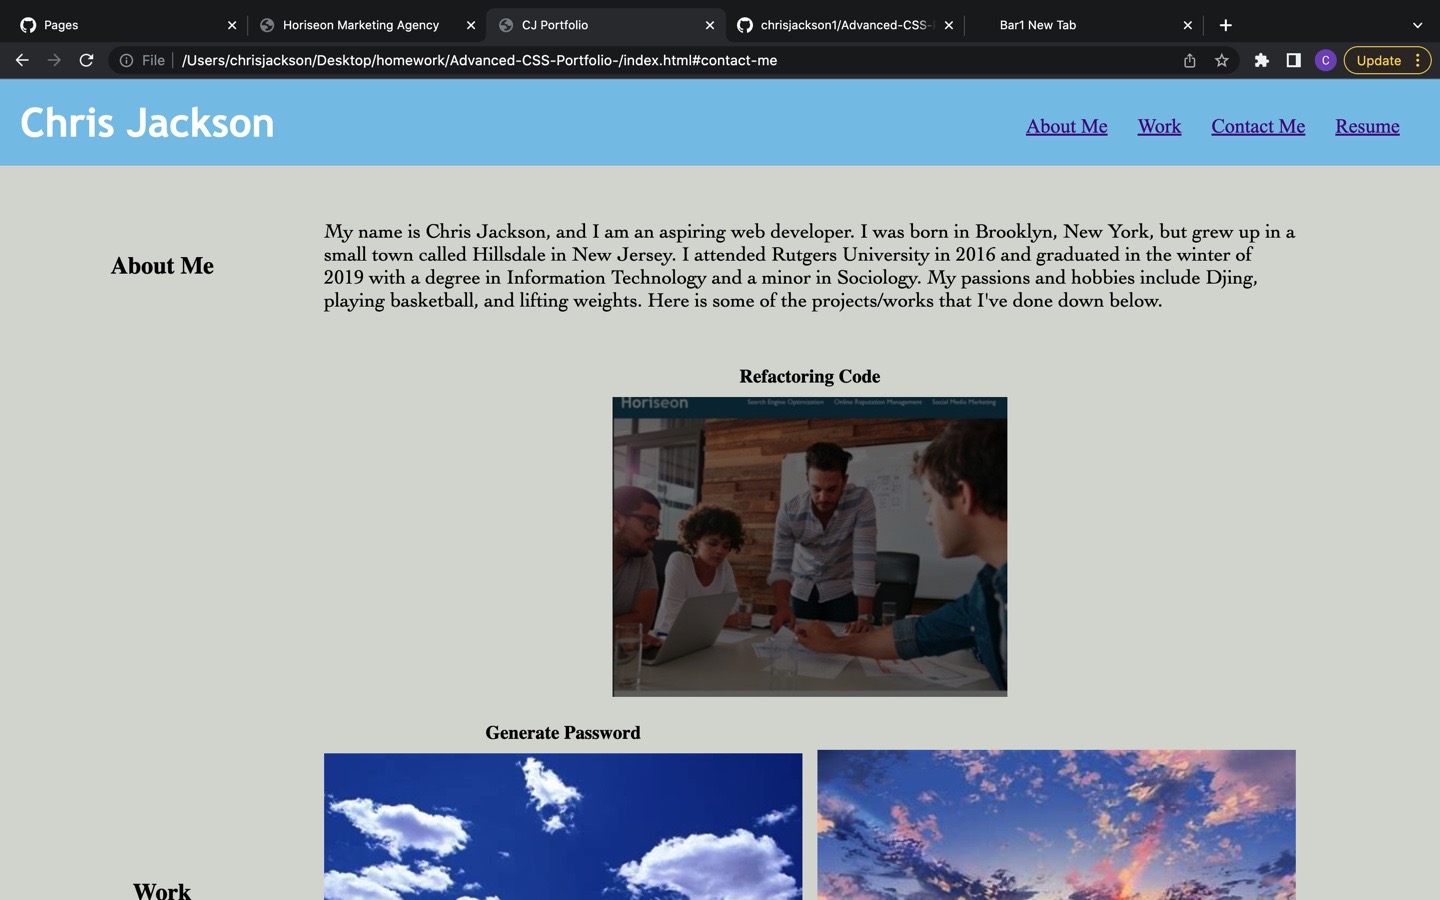 Pages
Horiseon Marketing Agency
CJ Portfolio
chrisjackson1/Advanced-CSS-
Bar1 New Tab
File
/Users/chrisjackson/Desktop/homework/Advanced-CSS-Portfolio-/index.html#contact-me
C
Update
Chris Jackson
About Me
Work
Contact Me
Resume
About Me
My name is Chris Jackson, and I am an aspiring web developer. I was born in Brooklyn, New York, but grew up in a
small town called Hillsdale in New Jersey. I attended Rutgers University in 2016 and graduated in the winter of
2019 with a degree in Information Technology and a minor in Sociology. My passions and hobbies include Djing,
playing basketball, and lifting weights. Here is some of the projects/works that I've done down below.
Refactoring Code
Horiseon
Search Engine Optimization
Online Reputation Management
Social Media Marketing
Generate Password
Work